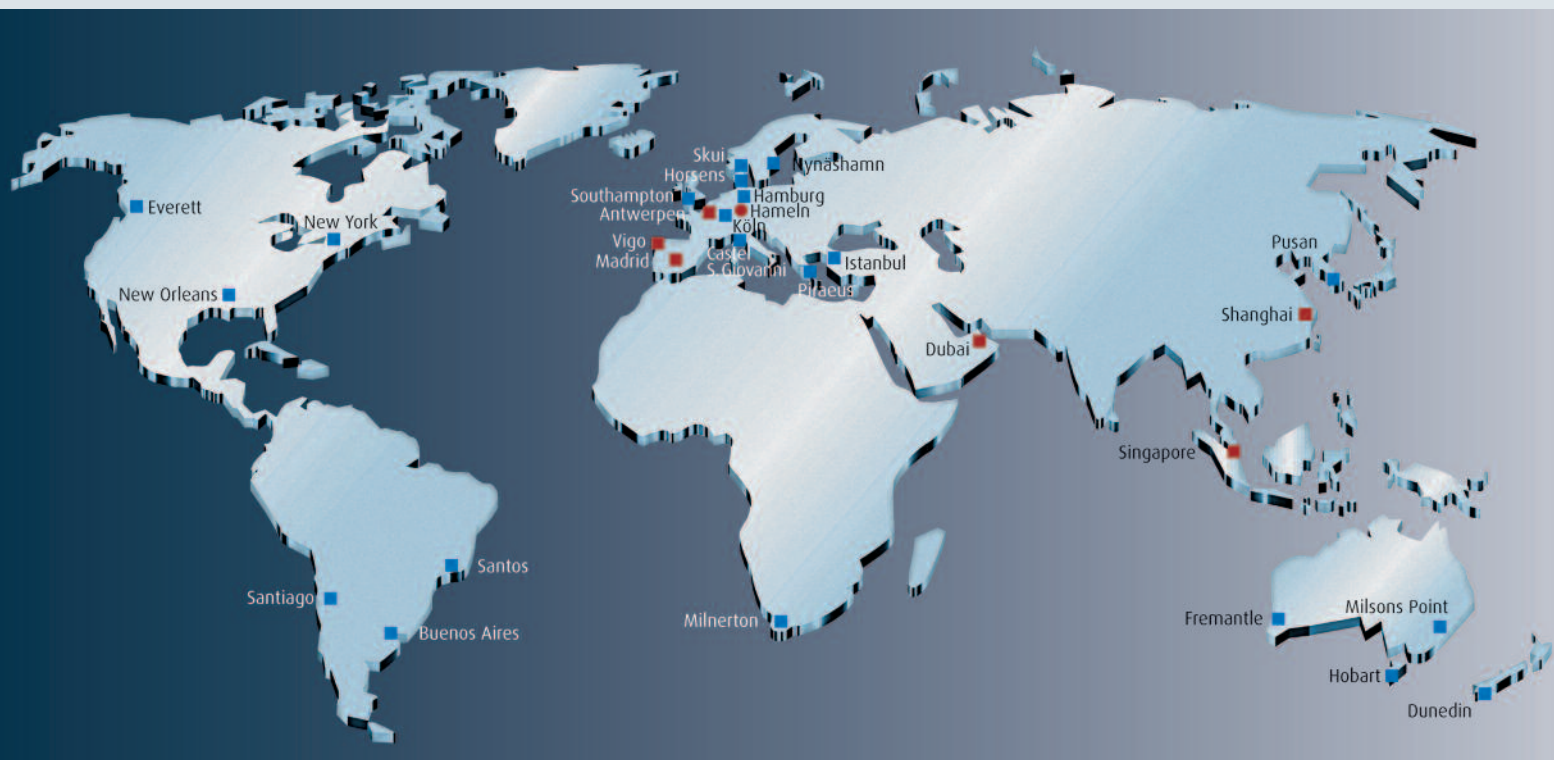 Skui
Nynäshamn
Horsens
Southampton
Hamburg
Antwerpen
Hameln
Köln
Everett
New York
Vigo
Madrid
Castel
S.Giovanni
Istanbul
Piraeus
Pusan
New Orleans
Shanghai
Dubai
Singapore
Santos
Santiago
Buenos Aires
Milnerton
Fremantle
Milsons Point
Hobart
Dunedin